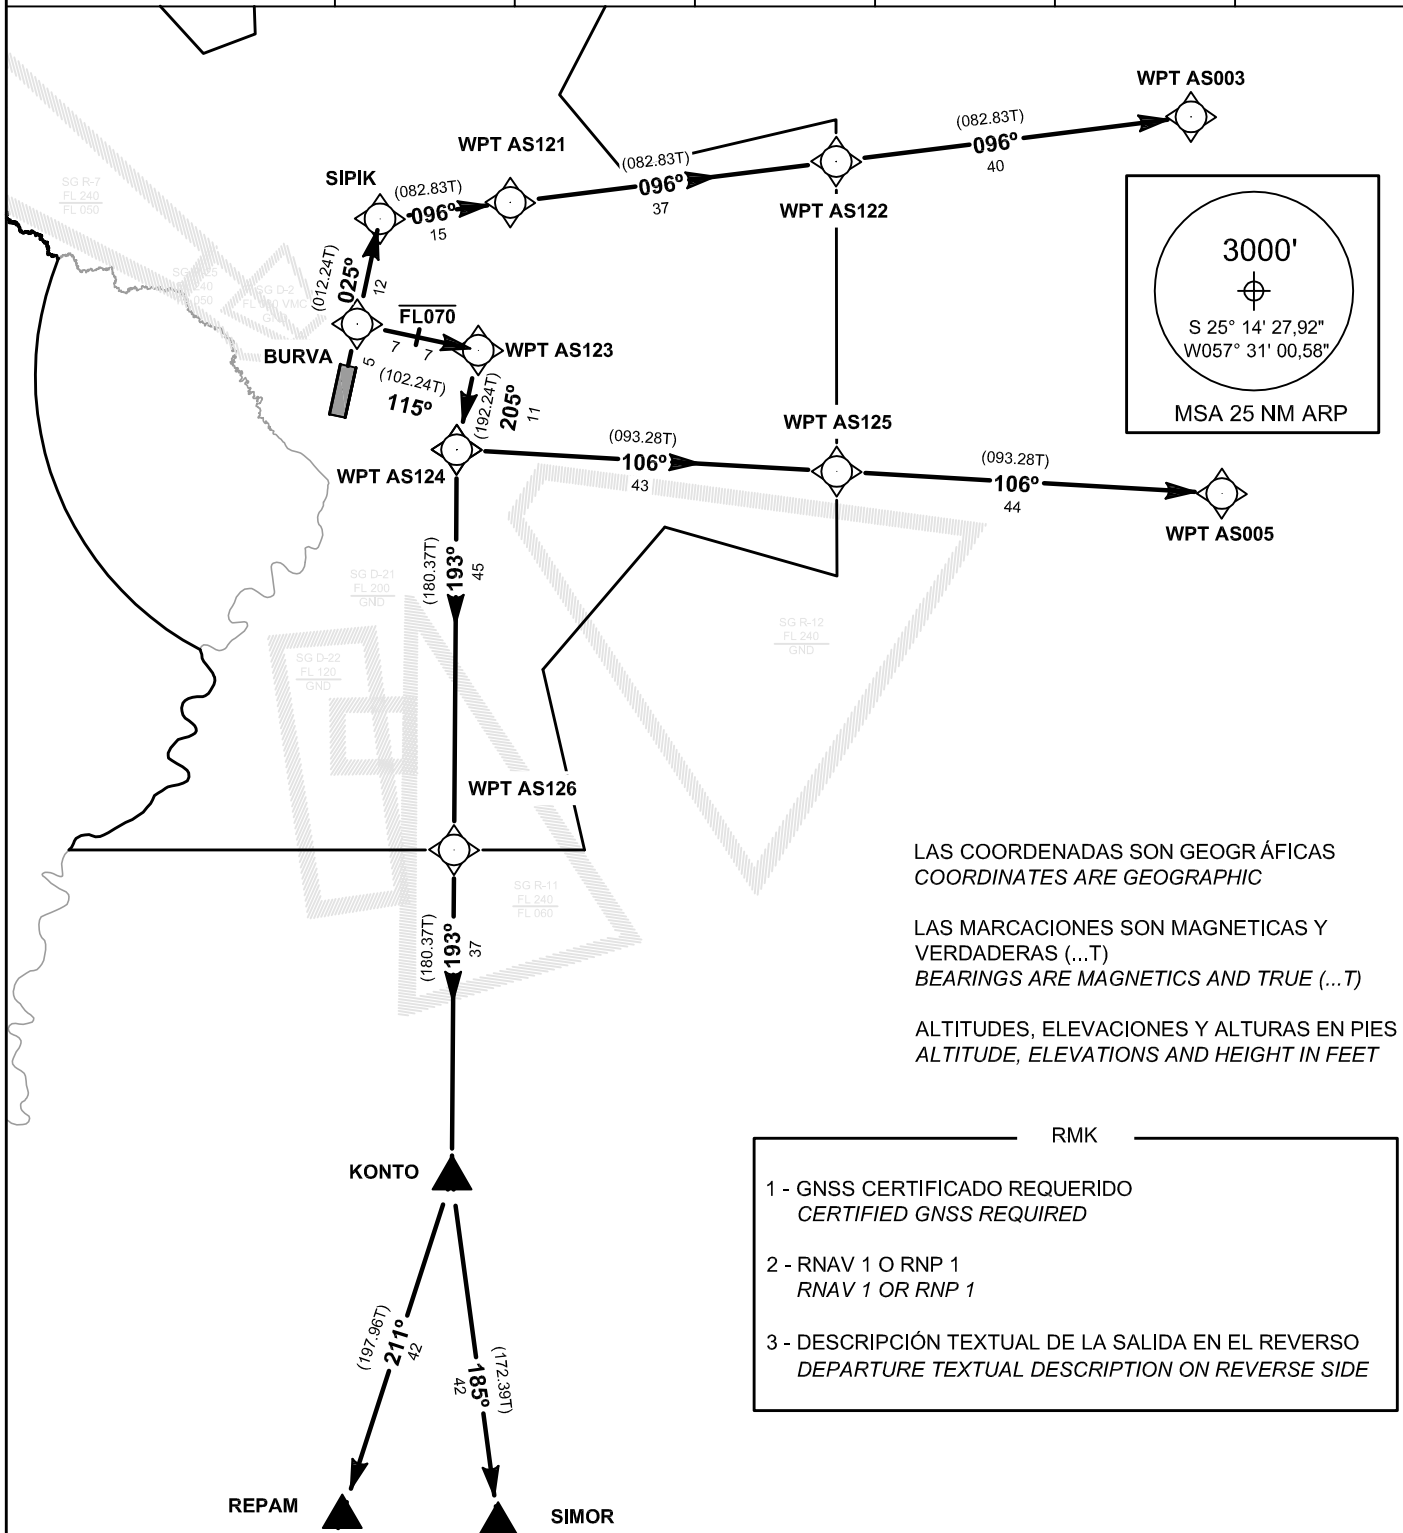 WPT AS003
(082.83T)
096º
40
WPT AS121
(082.83T)
096º
37
WPT AS122
SIPIK
(082.83T)
096º
15
SG R-7
FL 240
FL 050
SG D-2
(012.24T)
025º
12
FL070
BURVA
5
7
7
(102.24T)
115º
WPT AS123
(192.24T)
205º
11
3000'
S 25° 14' 27,92"
W057° 31' 00,58"
MSA 25 NM ARP
WPT AS124
(093.28T)
106º
43
WPT AS125
(093.28T)
106º
44
WPT AS005
(180.37T)
193º
45
SG D-21
FL 200
GND
SG D-22
FL 120
GND
SG R-12
FL 240
GND
WPT AS126
SG R-11
FL 240
FL 060
(180.37T)
193º
37
LAS COORDENADAS SON GEOGR ÁFICAS
COORDINATES ARE GEOGRAPHIC
LAS MARCACIONES SON MAGNETICAS Y
VERDADERAS (...T)
BEARINGS ARE MAGNETICS AND TRUE (...T)
ALTITUDES, ELEVACIONES Y ALTURAS EN PIES
ALTITUDE, ELEVATIONS AND HEIGHT IN FEET
KONTO
(197.96T)
211º
42
(172.39T)
185º
42
REPAM
SIMOR
RMK
1 - GNSS CERTIFICADO REQUERIDO
CERTIFIED GNSS REQUIRED
2 - RNAV 1 O RNP 1
RNAV 1 OR RNP 1
3 - DESCRIPCIÓN TEXTUAL DE LA SALIDA EN EL REVERSO
DEPARTURE TEXTUAL DESCRIPTION ON REVERSE SIDE